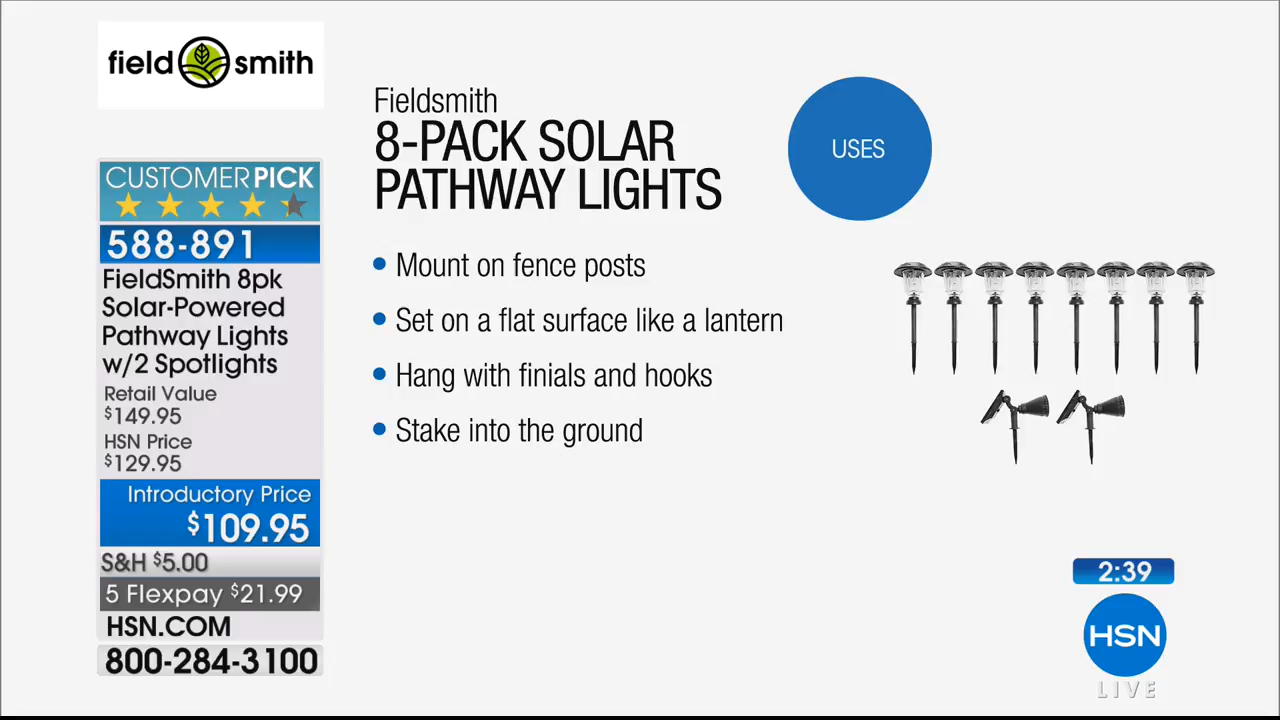 field smith
Fieldsmith
8-PACK SOLAR
PATHWAY LIGHTS
USES
• Mount on fence posts
• Set on a flat surface like a lantern
• Hang with finials and hooks
• Stake into the ground
CUSTOMER PICK
588-891
FieldSmith 8pk
Solar-Powered
Pathway Lights
w/2 Spotlights
Retail Value
$149.95
HSN Price
$129.95
Introductory Price
$109.95
S&H $5.00
5 Flexpay $21.99
HSN.COM
800-284-3100
2:39
HSN
LIVE